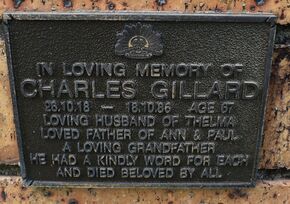 IN LOVING MEMORY OF
CHARLES GILLARD
28.10.18 — 18.10.86 AGE 67
LOVING HUSBAND OF THELMA
LOVED FATHER OF ANN & PAUL
A LOVING GRANDFATHER
HE HAD A KINDLY WORD FOR EACH
AND DIED BELOVED BY ALL